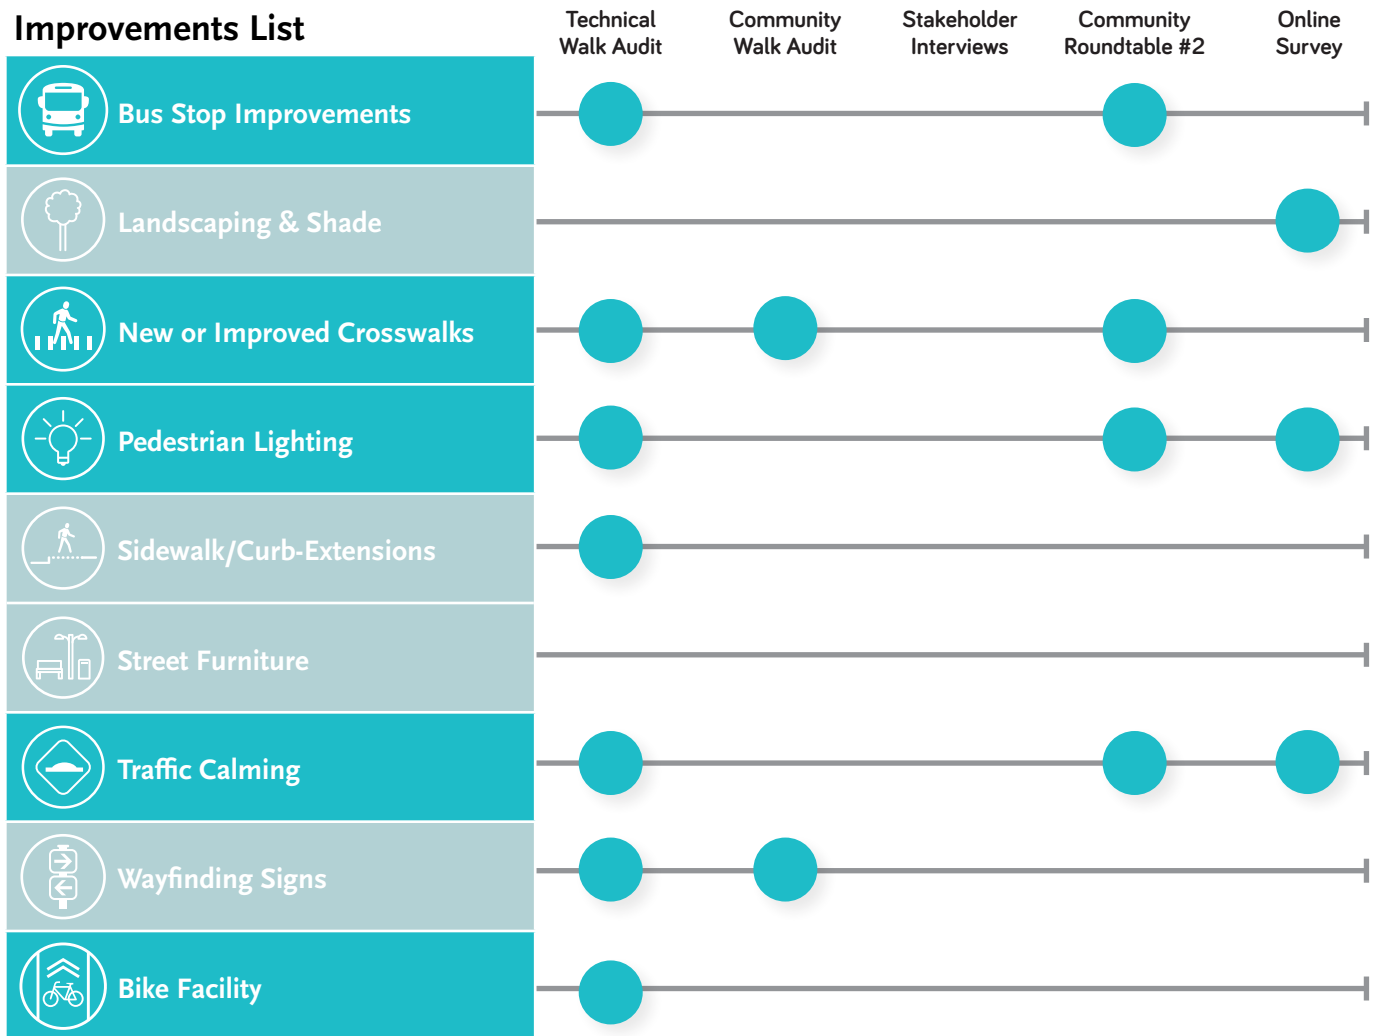 Improvements List
Technical
Walk Audit
Community
Walk Audit
Stakeholder
Interviews
Community
Roundtable #2
Online
Survey
Bus Stop Improvements
Landscaping & Shade
New or Improved Crosswalks
Pedestrian Lighting
Sidewalk/Curb-Extensions
Street Furniture
Traffic Calming
Wayfinding Signs
Bike Facility